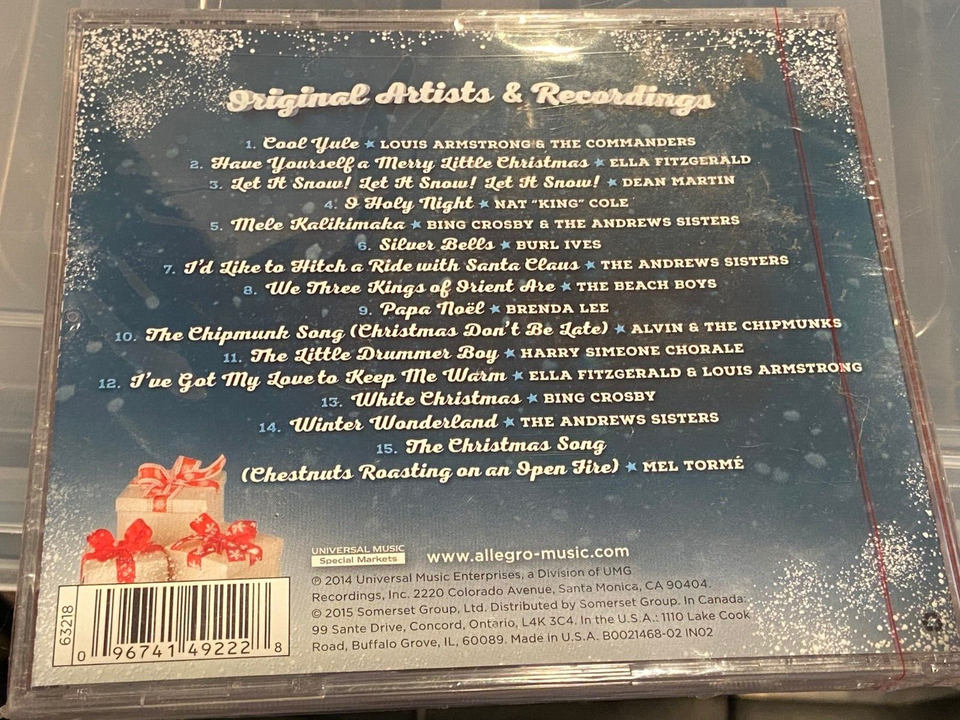 Original Artists & Recordings
1. Cool Yule ★ LOUIS ARMSTRONG & THE COMMANDERS
2. Have Yourself a Merry Little Christmas ★ ELLA FITZGERALD
3. Let It Snow! Let It Snow! Let It Snow! ★ DEAN MARTIN
4. O Holy Night ★ NAT "KING" COLE
5. Mele Kalikimaka ★ BING CROSBY & THE ANDREWS SISTERS
6. Silver Bells ★ BURL IVES
7. I'd Like to Hitch a Ride with Santa Claus ★ THE ANDREWS SISTERS
8. We Three Kings of Orient Are ★ THE BEACH BOYS
9. Papa Noël ★ BRENDA LEE
10. The Chipmunk Song (Christmas Don't Be Late) ★ ALVIN & THE CHIPMUNKS
11. The Little Drummer Boy ★ HARRY SIMEONE CHORALE
12. I've Got My Love to Keep Me Warm ★ ELLA FITZGERALD & LOUIS ARMSTRONG
13. White Christmas ★ BING CROSBY
14. Winter Wonderland ★ THE ANDREWS SISTERS
15. The Christmas Song
(Chestnuts Roasting on an Open Fire) ★ MEL TORMÉ
UNIVERSAL MUSIC
Special Markets
www.allegro-music.com
℗ 2014 Universal Music Enterprises, a Division of UMG
Recordings, Inc. 2220 Colorado Avenue, Santa Monica, CA 90404.
© 2015 Somerset Group, Ltd. Distributed by Somerset Group. In Canada:
99 Sante Drive, Concord, Ontario, L4K 3C4. In the U.S.A.: 1110 Lake Cook
Road, Buffalo Grove, IL, 60089. Made in U.S.A. B0021468-02 IN02
63218
0 96741 49222 8